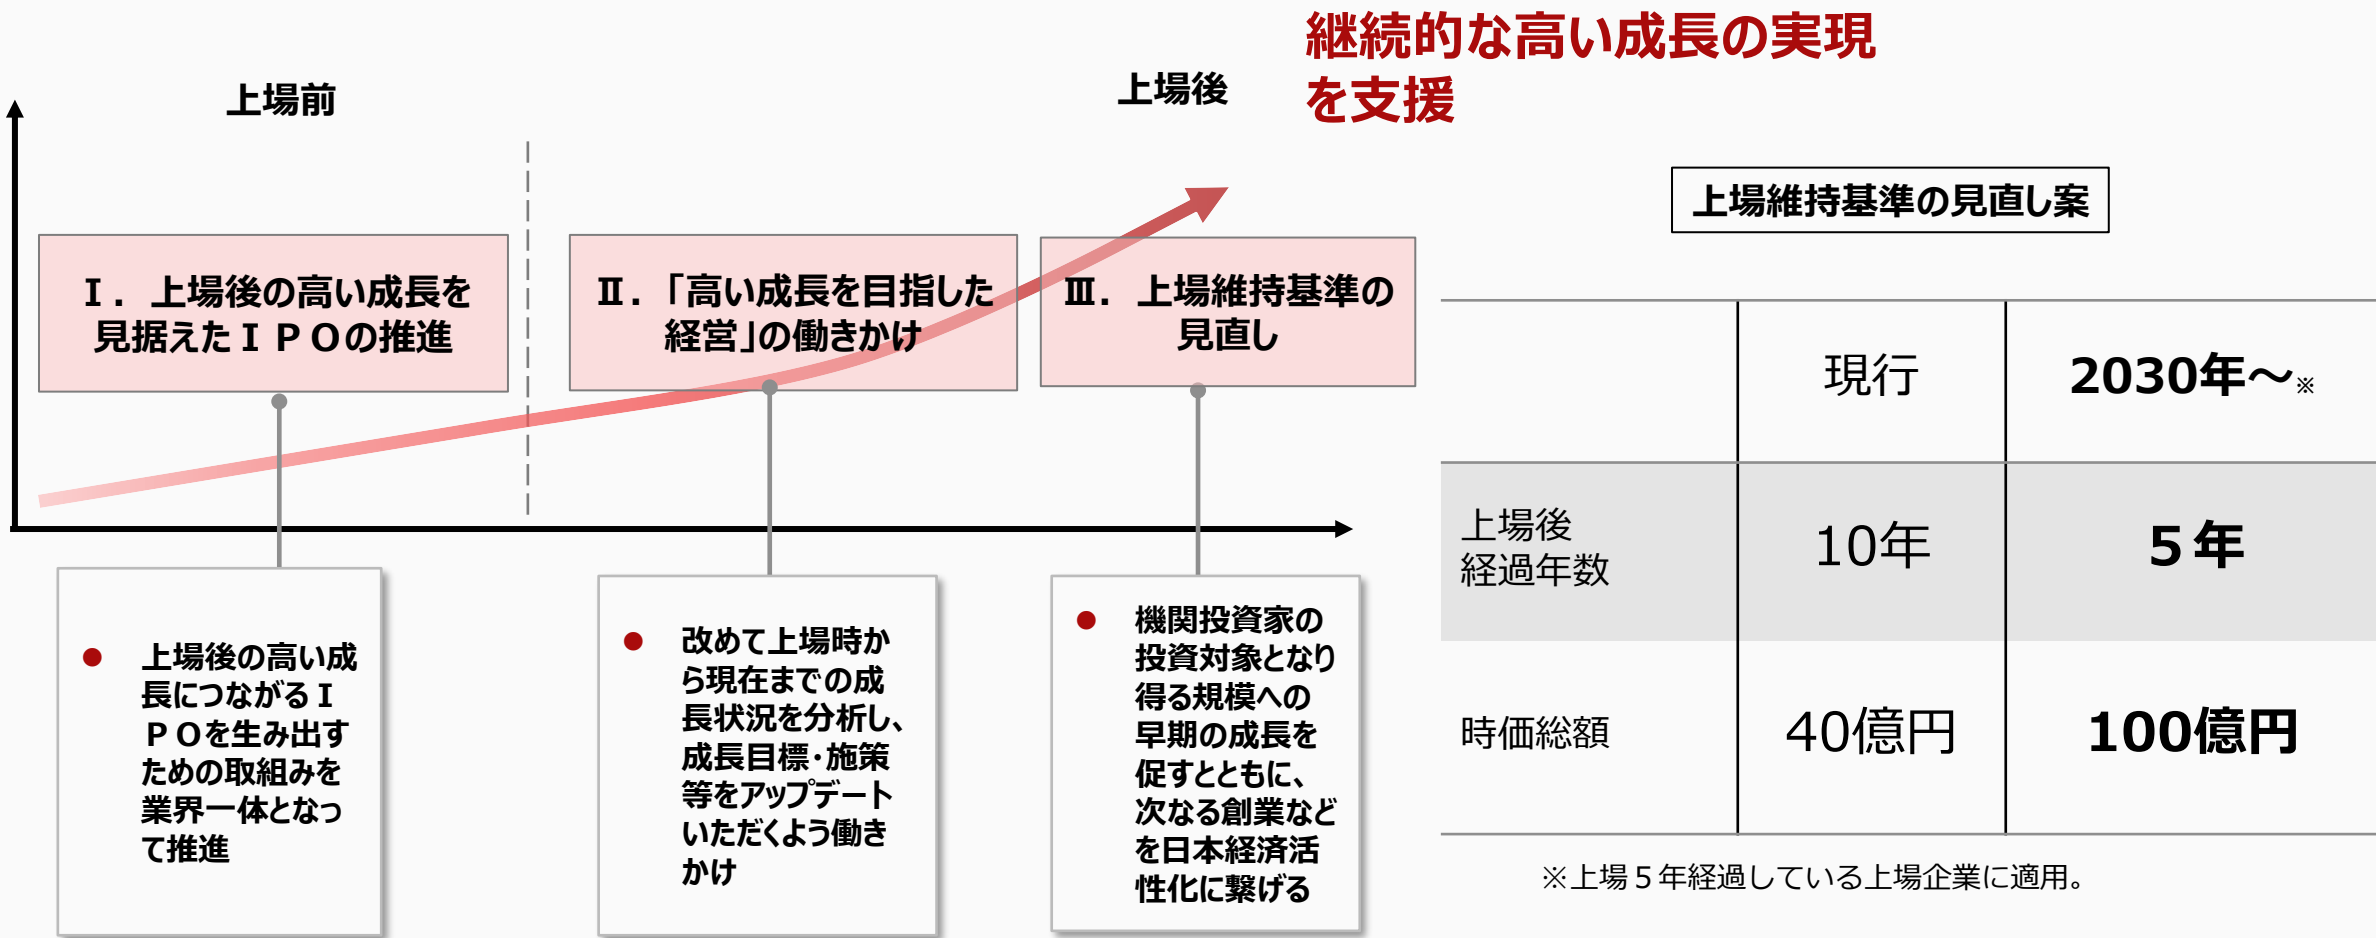 継続的な高い成長の実現
を支援
上場前
上場後
Ⅰ．上場後の高い成長を
見据えたＩＰＯの推進
Ⅱ．「高い成長を目指した
経営」の働きかけ
Ⅲ．上場維持基準の
見直し
● 上場後の高い成
長につながるＩ
ＰＯを生み出す
ための取組みを
業界一体となっ
て推進
● 改めて上場時か
ら現在までの成
長状況を分析し、
成長目標・施策
等をアップデート
いただくよう働き
かけ
● 機関投資家の
投資対象となり
得る規模への
早期の成長を
促すとともに、
次なる創業など
を日本経済活
性化に繋げる
上場維持基準の見直し案
現行 2030年～※
上場後
経過年数
10年 ５年
時価総額 40億円 100億円
※上場５年経過している上場企業に適用。